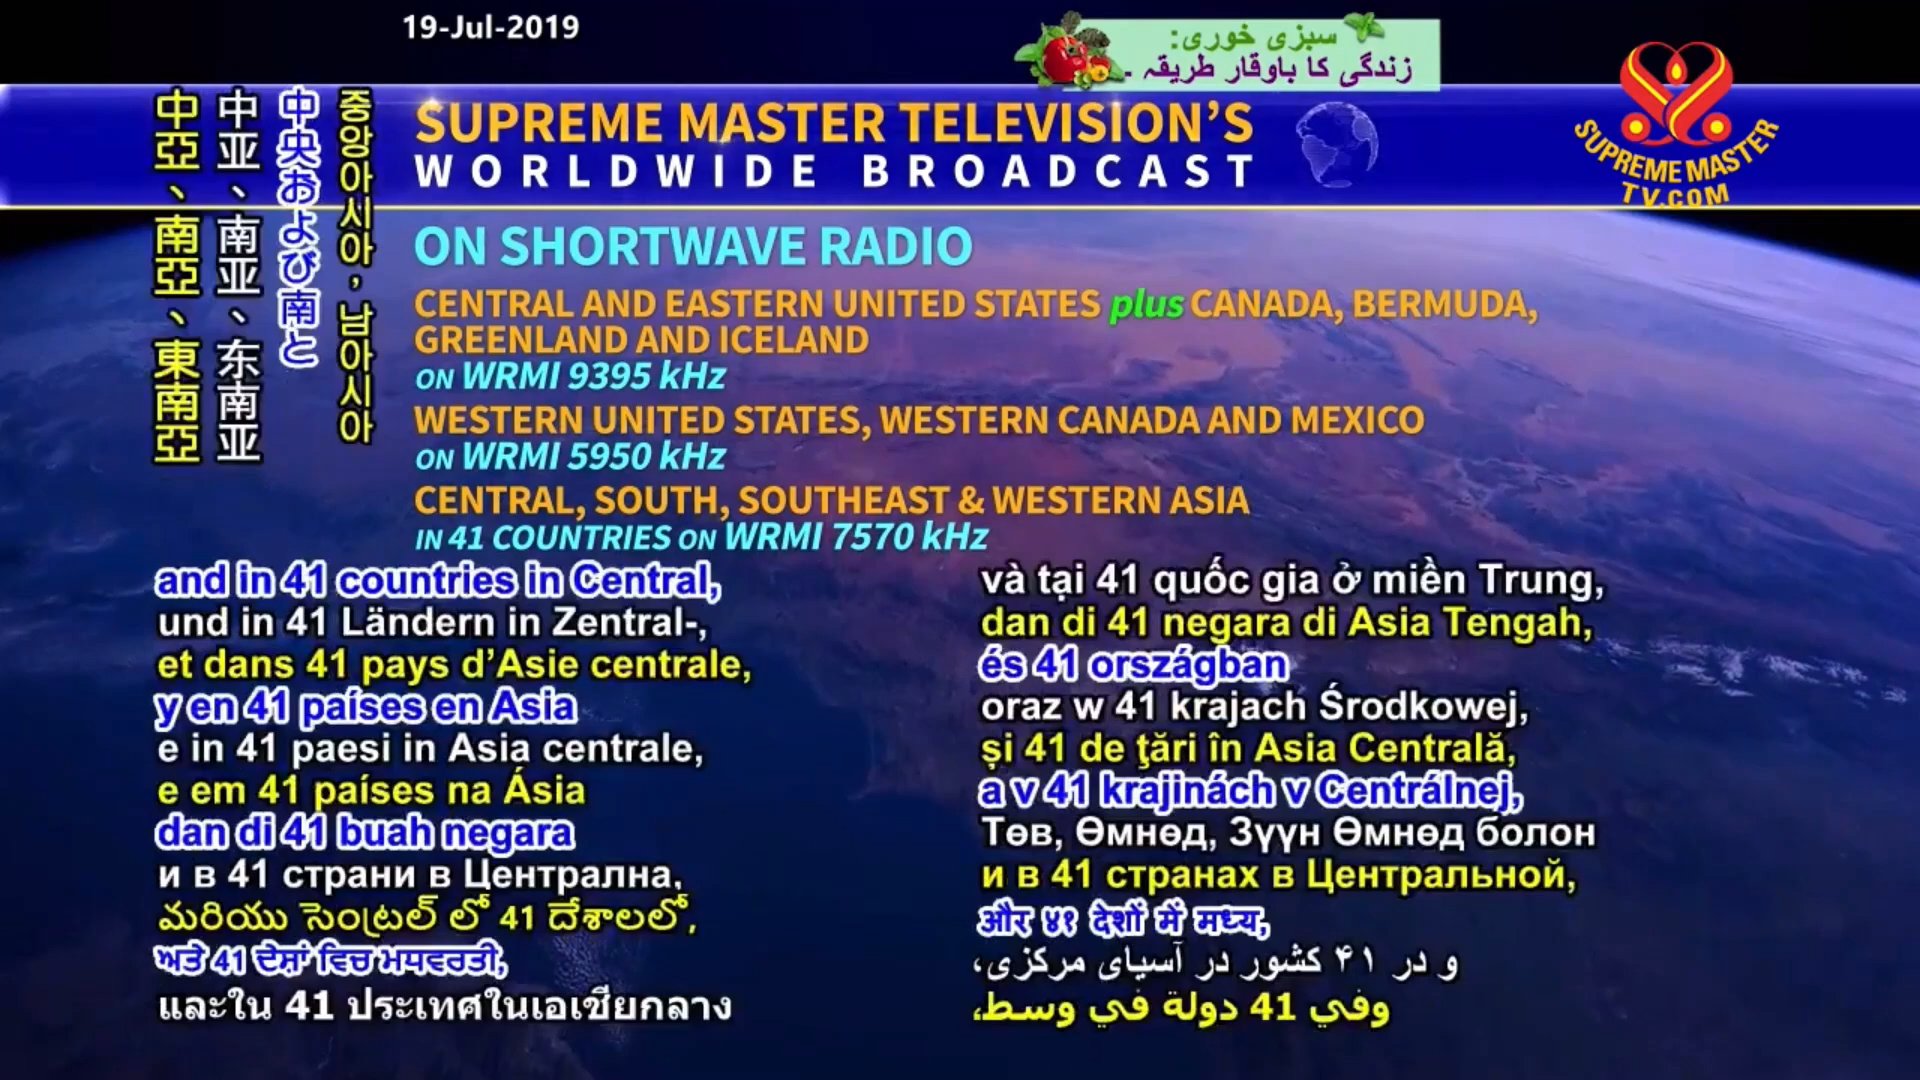 19-Jul-2019
سبزی خوری:
زندگی کا باوقار طریقہ -
SUPREME MASTER TELEVISION'S
WORLDWIDE BROADCAST
SUPREME MASTER
TV.COM
中亞、南亞、東南亞
中亚、南亚、东南亚
中央および南と
중앙아시아, 남아시아
ON SHORTWAVE RADIO
CENTRAL AND EASTERN UNITED STATES plus CANADA, BERMUDA,
GREENLAND AND ICELAND
ON WRMI 9395 kHz
WESTERN UNITED STATES, WESTERN CANADA AND MEXICO
ON WRMI 5950 kHz
CENTRAL, SOUTH, SOUTHEAST & WESTERN ASIA
IN 41 COUNTRIES ON WRMI 7570 kHz
and in 41 countries in Central,
und in 41 Ländern in Zentral-,
et dans 41 pays d'Asie centrale,
y en 41 países en Asia
e in 41 paesi in Asia centrale,
e em 41 países na Ásia
dan di 41 buah negara
и в 41 страни в Централна,
మరియు సెంట్రల్ లో 41 దేశాలలో,
ਅਤੇ 41 ਦੇਸ਼ਾਂ ਵਿਚ ਮਧਵਰਤੀ,
และใน 41 ประเทศในเอเชียกลาง
và tại 41 quốc gia ở miền Trung,
dan di 41 negara di Asia Tengah,
és 41 országban
oraz w 41 krajach Środkowej,
și 41 de ţări în Asia Centrală,
a v 41 krajinách v Centrálnej,
Төв, Өмнөд, Зүүн Өмнөд болон
и в 41 странах в Центральной,
और ४१ देशों में मध्य,
و در ۴۱ کشور در آسیای مرکزی،
وفي 41 دولة في وسط،